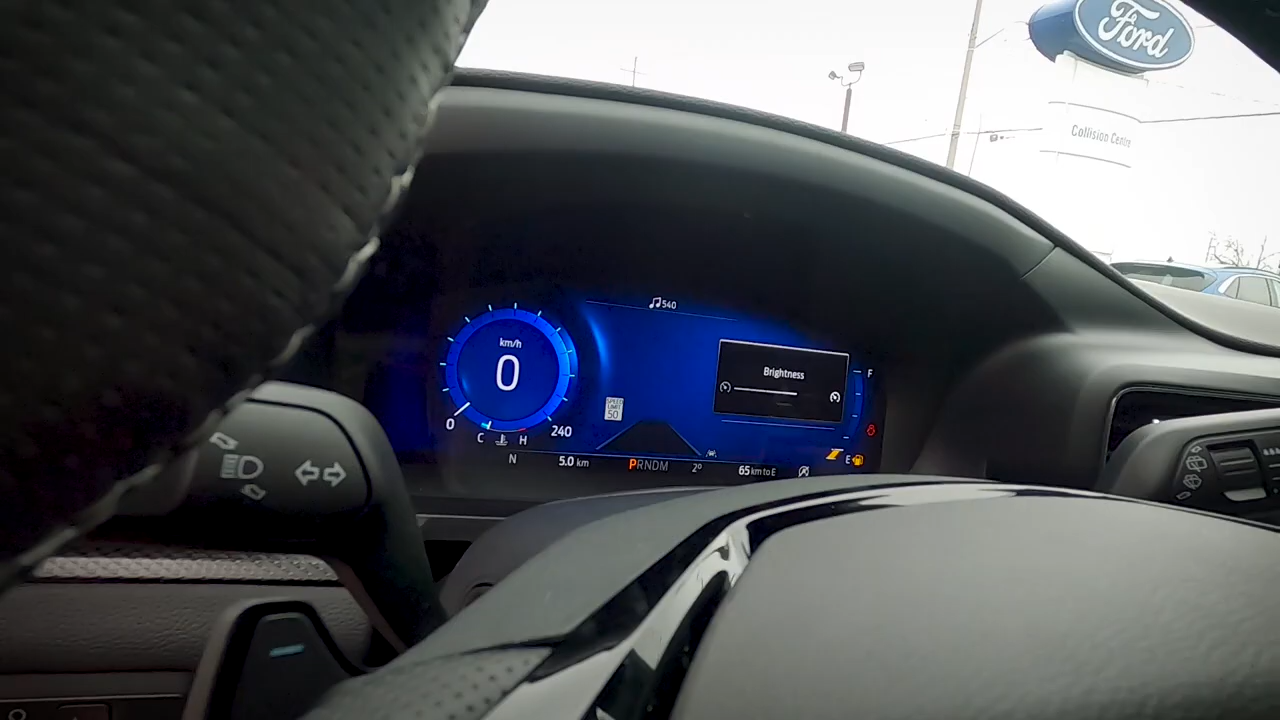 Ford
Collision Centre
540
km/h
0
Brightness
F
SPEED
LIMIT
50
0
240
C
H
E
N
5.0 km
PRNDM
2°
65 km to E